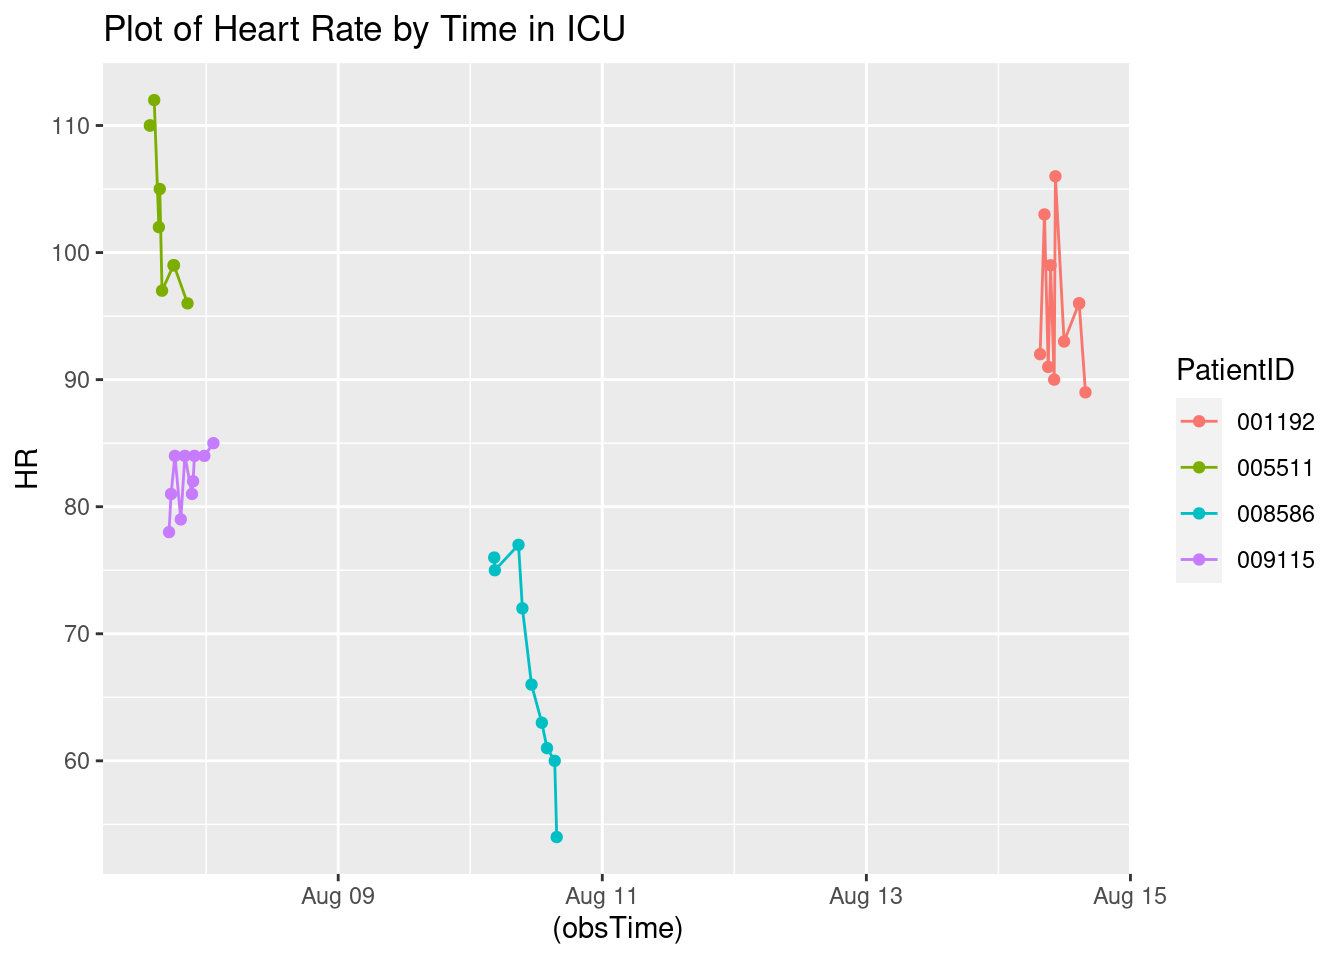 Plot of Heart Rate by Time in ICU
HR
110
100
90
80
70
60
Aug 09
Aug 11
Aug 13
Aug 15
(obsTime)
PatientID
001192
005511
008586
009115